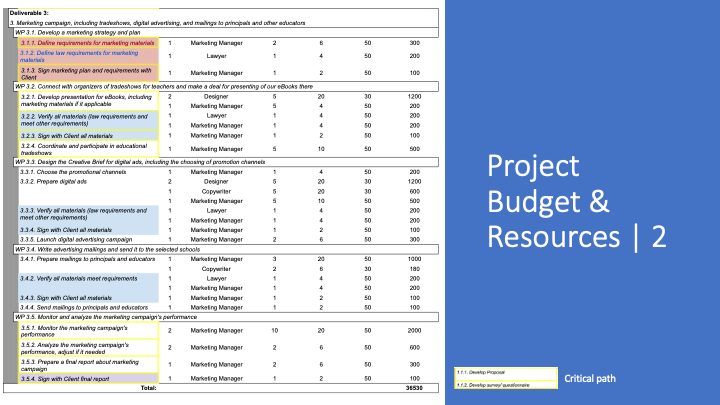 Deliverable 3:
3. Marketing campaign, including tradeshows, digital advertising, and mailings to principals and other educators
WP 3.1. Develop a marketing strategy and plan
3.1.1. Define requirements for marketing materials 1 Marketing Manager 2 6 50 300
3.1.2. Define law requirements for marketing
materials 1 Lawyer 1 4 50 200
3.1.3. Sign marketing plan and requirements with
Client 1 Marketing Manager 1 2 50 100
WP 3.2. Connect with organizers of tradeshows for teachers and make a deal for presenting of our eBooks there
3.2.1. Develop presentation for eBooks, including
marketing materials if it applicable 2 Designer 5 20 30 1200
1 Marketing Manager 5 4 50 200
3.2.2. Verify all materials (law requirements and
meet other requirements) 1 Lawyer 1 4 50 200
1 Marketing Manager 1 4 50 200
3.2.3. Sign with Client all materials 1 Marketing Manager 1 2 50 100
3.2.4. Coordinate and participate in educational
tradeshows 1 Marketing Manager 5 10 50 500
WP 3.3. Design the Creative Brief for digital ads, including the choosing of promotion channels
3.3.1. Choose the promotional channels 1 Marketing Manager 1 4 50 200
3.3.2. Prepare digital ads 2 Designer 5 20 30 1200
1 Copywriter 5 20 30 600
1 Marketing Manager 5 10 50 500
3.3.3. Verify all materials (law requirements and
meet other requirements) 1 Lawyer 1 4 50 200
1 Marketing Manager 1 4 50 200
3.3.4. Sign with Client all materials 1 Marketing Manager 1 2 50 100
3.3.5. Launch digital advertising campaign 1 Marketing Manager 2 6 50 300
WP 3.4. Write advertising mailings and send it to the selected schools
3.4.1. Prepare mailings to principals and educators 1 Marketing Manager 3 20 50 1000
1 Copywriter 2 6 30 180
3.4.2. Verify all materials meet requirements 1 Lawyer 1 4 50 200
1 Marketing Manager 1 4 50 200
3.4.3. Sign with Client all materials 1 Marketing Manager 1 2 50 100
3.4.4. Send mailings to principals and educators 1 Marketing Manager 1 2 50 100
WP 3.5. Monitor and analyze the marketing campaign's performance
3.5.1. Monitor the marketing campaign's
performance 2 Marketing Manager 10 20 50 2000
3.5.2. Analyze the marketing campaign's
performance, adjust if it needed 2 Marketing Manager 2 6 50 600
3.5.3. Prepare a final report about marketing
campaign 1 Marketing Manager 2 6 50 300
3.5.4. Sign with Client final report 1 Marketing Manager 1 2 50 100
Total: 36530
Project
Budget &
Resources | 2
1.1.1. Develop Proposal
1.1.2. Develop survey/ questionnaire
Critical path